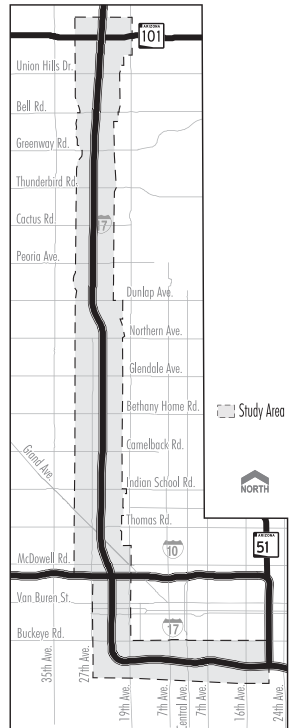 ARIZONA
101
Union Hills Dr.
Bell Rd.
Greenway Rd.
Thunderbird Rd.
Cactus Rd.
17
Peoria Ave.
Dunlap Ave.
Northern Ave.
Glendale Ave.
Bethany Home Rd.
Study Area
Camelback Rd.
Grand Ave
Indian School Rd.
NORTH
Thomas Rd.
ARIZONA
51
10
McDowell Rd.
Van Buren St.
17
Buckeye Rd.
35th Ave.
27th Ave.
19th Ave.
7th Ave.
Central Ave.
7th Ave.
16th Ave.
24th Ave.